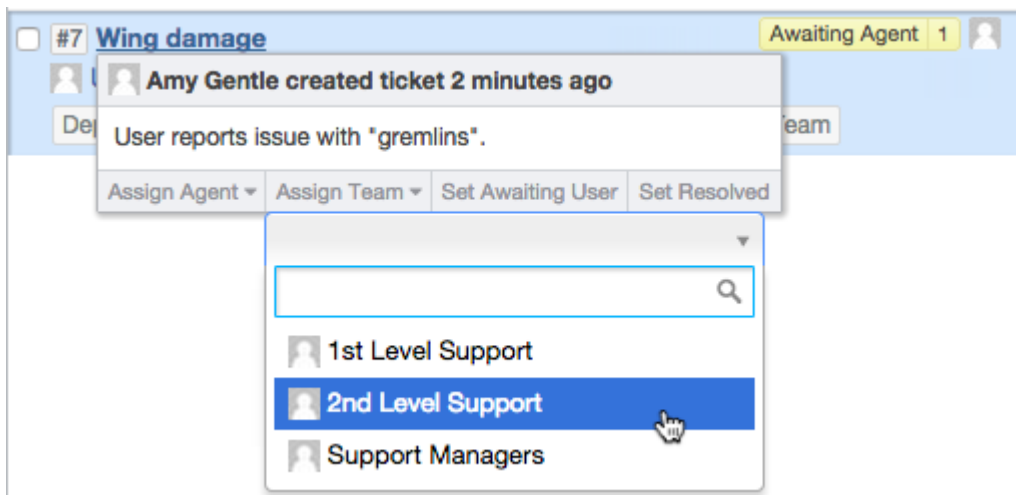 #7 Wing damage Awaiting Agent 1
Amy Gentle created ticket 2 minutes ago
User reports issue with "gremlins".
Assign Agent Assign Team Set Awaiting User Set Resolved
1st Level Support
2nd Level Support
Support Managers